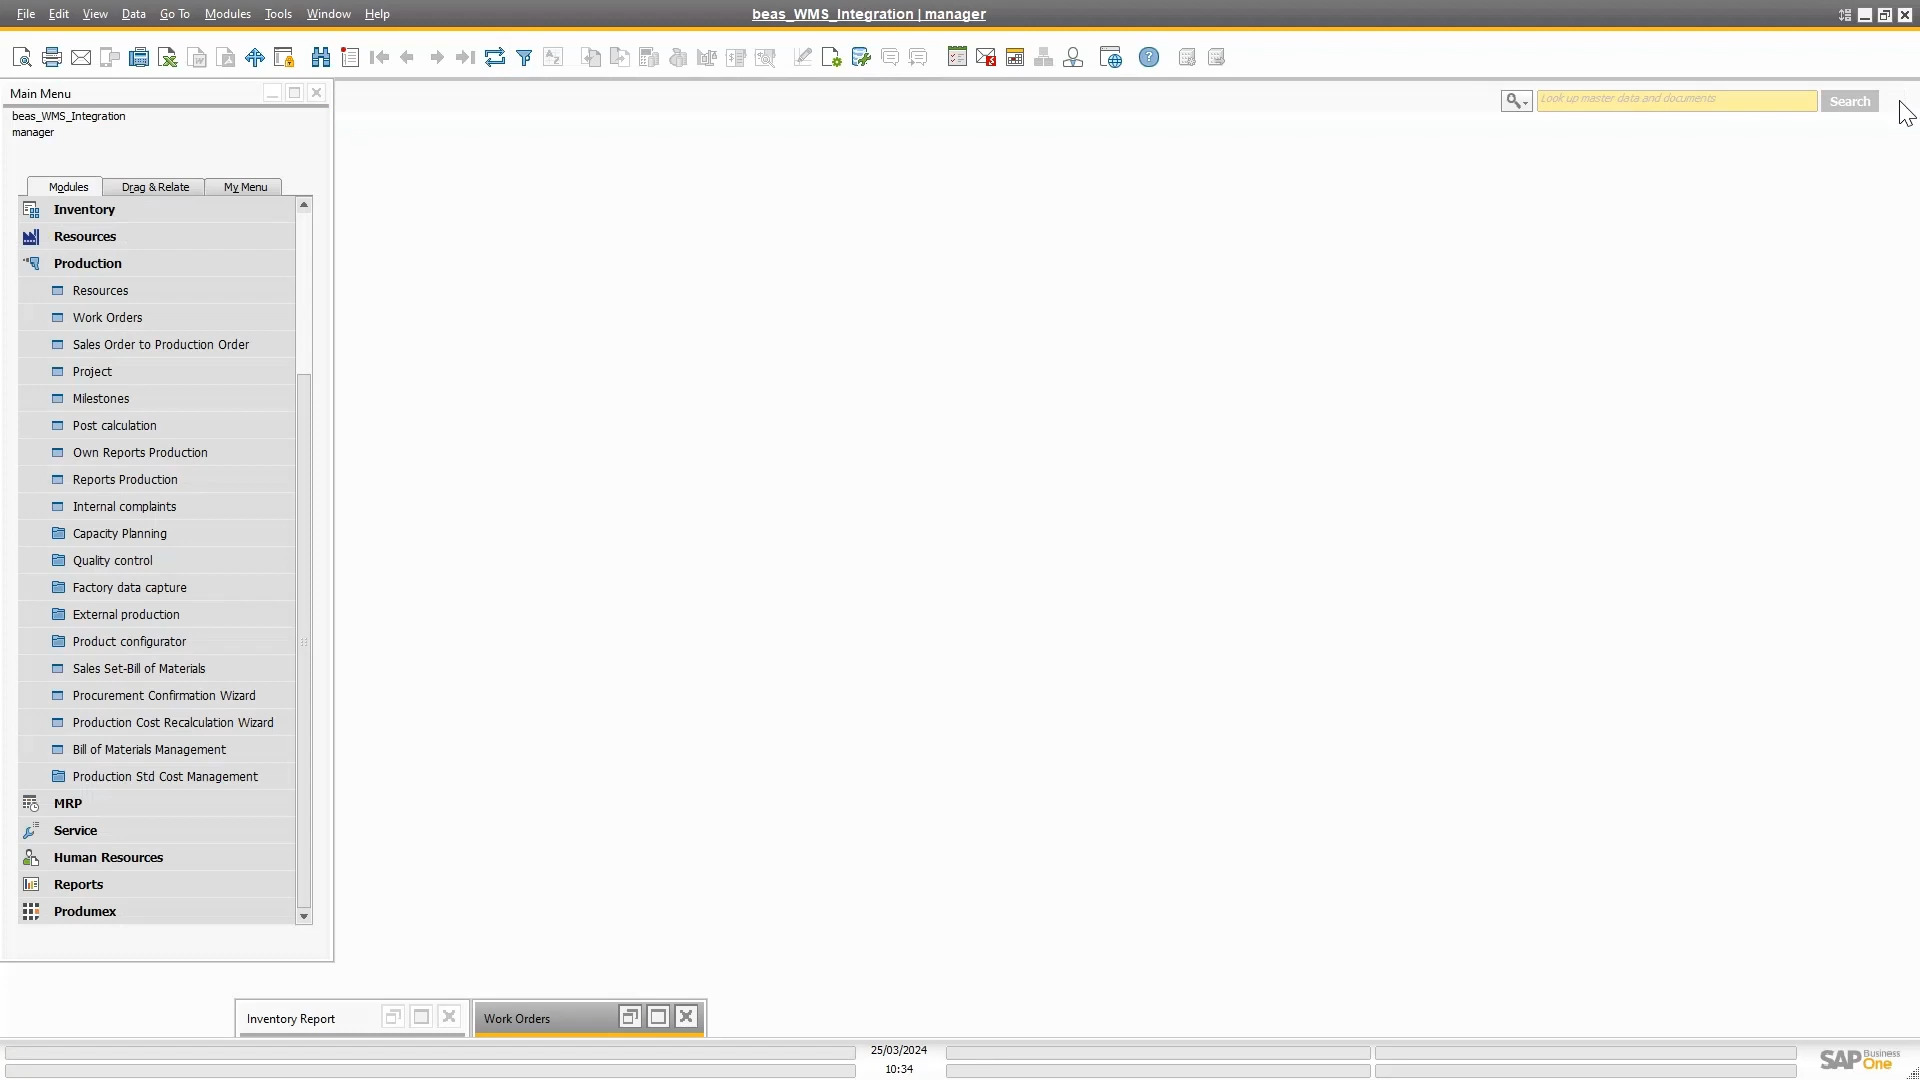 File Edit View Data Go To Modules Tools Window Help
beas_WMS_Integration | manager
Main Menu
Look up master data and documents
Search
beas_WMS_Integration
manager
Modules Drag & Relate My Menu
Inventory
Resources
Production
Resources
Work Orders
Sales Order to Production Order
Project
Milestones
Post calculation
Own Reports Production
Reports Production
Internal complaints
Capacity Planning
Quality control
Factory data capture
External production
Product configurator
Sales Set-Bill of Materials
Procurement Confirmation Wizard
Production Cost Recalculation Wizard
Bill of Materials Management
Production Std Cost Management
MRP
Service
Human Resources
Reports
Produmex
Inventory Report
Work Orders
25/03/2024
10:34
SAP Business One